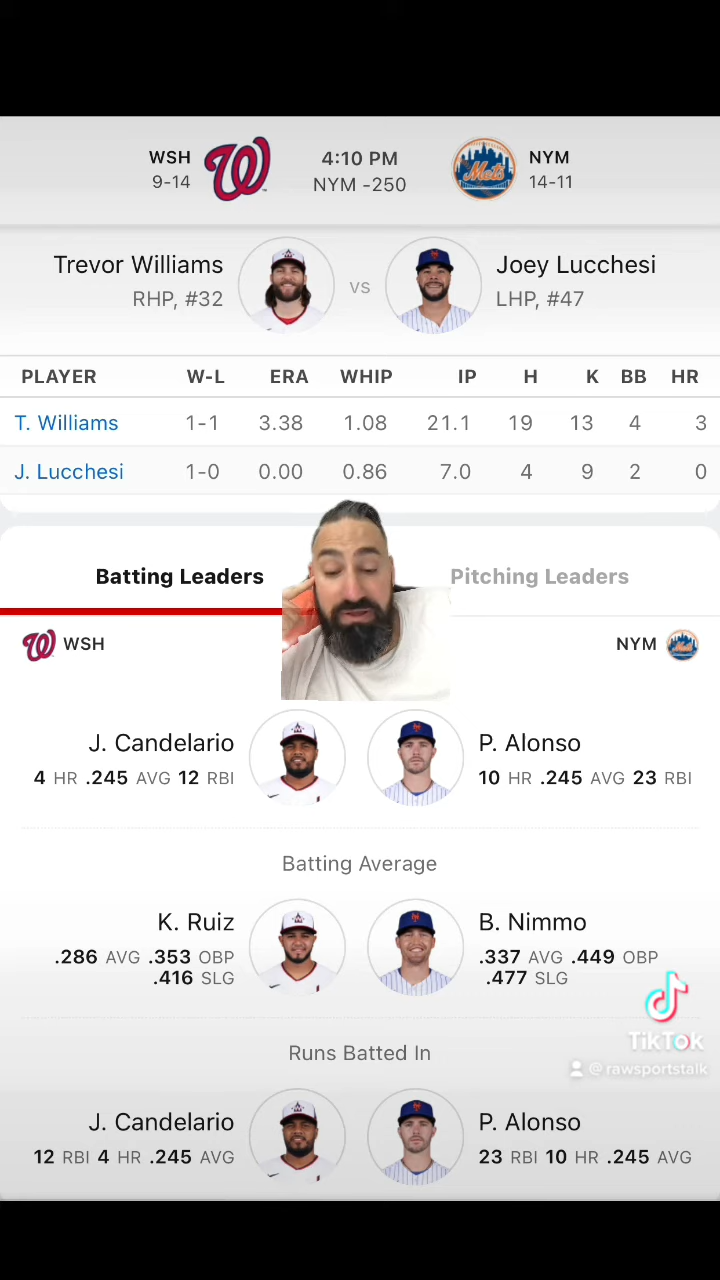 WSH
9-14
4:10 PM
NYM -250
Mets
NYM
14-11
Trevor Williams
RHP, #32
vs
Joey Lucchesi
LHP, #47
PLAYER W-L ERA WHIP IP H K BB HR
T. Williams 1-1 3.38 1.08 21.1 19 13 4 3
J. Lucchesi 1-0 0.00 0.86 7.0 4 9 2 0
Batting Leaders
Pitching Leaders
WSH
NYM
J. Candelario
4 HR .245 AVG 12 RBI
P. Alonso
10 HR .245 AVG 23 RBI
Batting Average
K. Ruiz
.286 AVG .353 OBP
.416 SLG
B. Nimmo
.337 AVG .449 OBP
.477 SLG
TikTok
@rawsportstalk
Runs Batted In
J. Candelario
12 RBI 4 HR .245 AVG
P. Alonso
23 RBI 10 HR .245 AVG